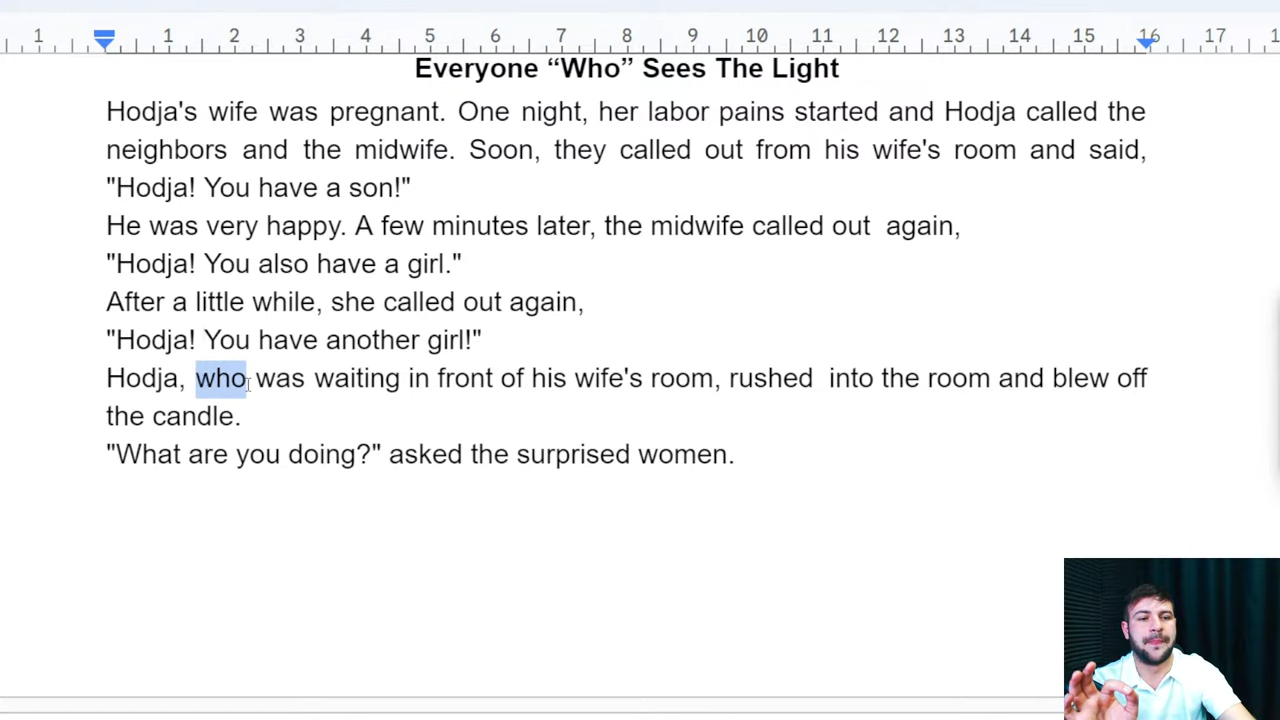 1 1 2 3 4 5 6 7 8 9 10 11 12 13 14 15 16 17
Everyone “Who” Sees The Light
Hodja's wife was pregnant. One night, her labor pains started and Hodja called the
neighbors and the midwife. Soon, they called out from his wife's room and said,
"Hodja! You have a son!"
He was very happy. A few minutes later, the midwife called out  again,
"Hodja! You also have a girl."
After a little while, she called out again,
"Hodja! You have another girl!"
Hodja, who was waiting in front of his wife's room, rushed  into the room and blew off
the candle.
"What are you doing?" asked the surprised women.